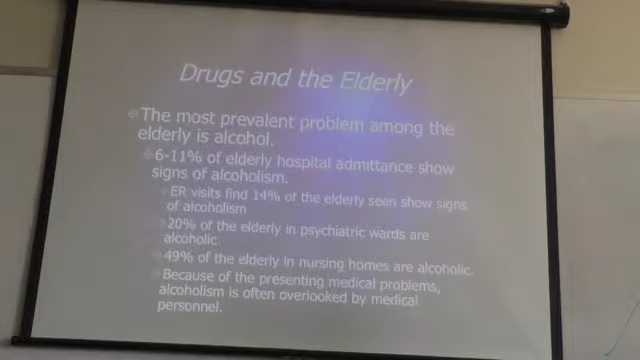 Drugs and the Elderly
The most prevalent problem among the
elderly is alcohol.
6-11% of elderly hospital admittance show
signs of alcoholism.
ER visits find 14% of the elderly seen show signs
of alcoholism
20% of the elderly in psychiatric wards are
alcoholic
49% of the elderly in nursing homes are alcoholic.
Because of the presenting medical problems,
alcoholism is often overlooked by medical
personnel.